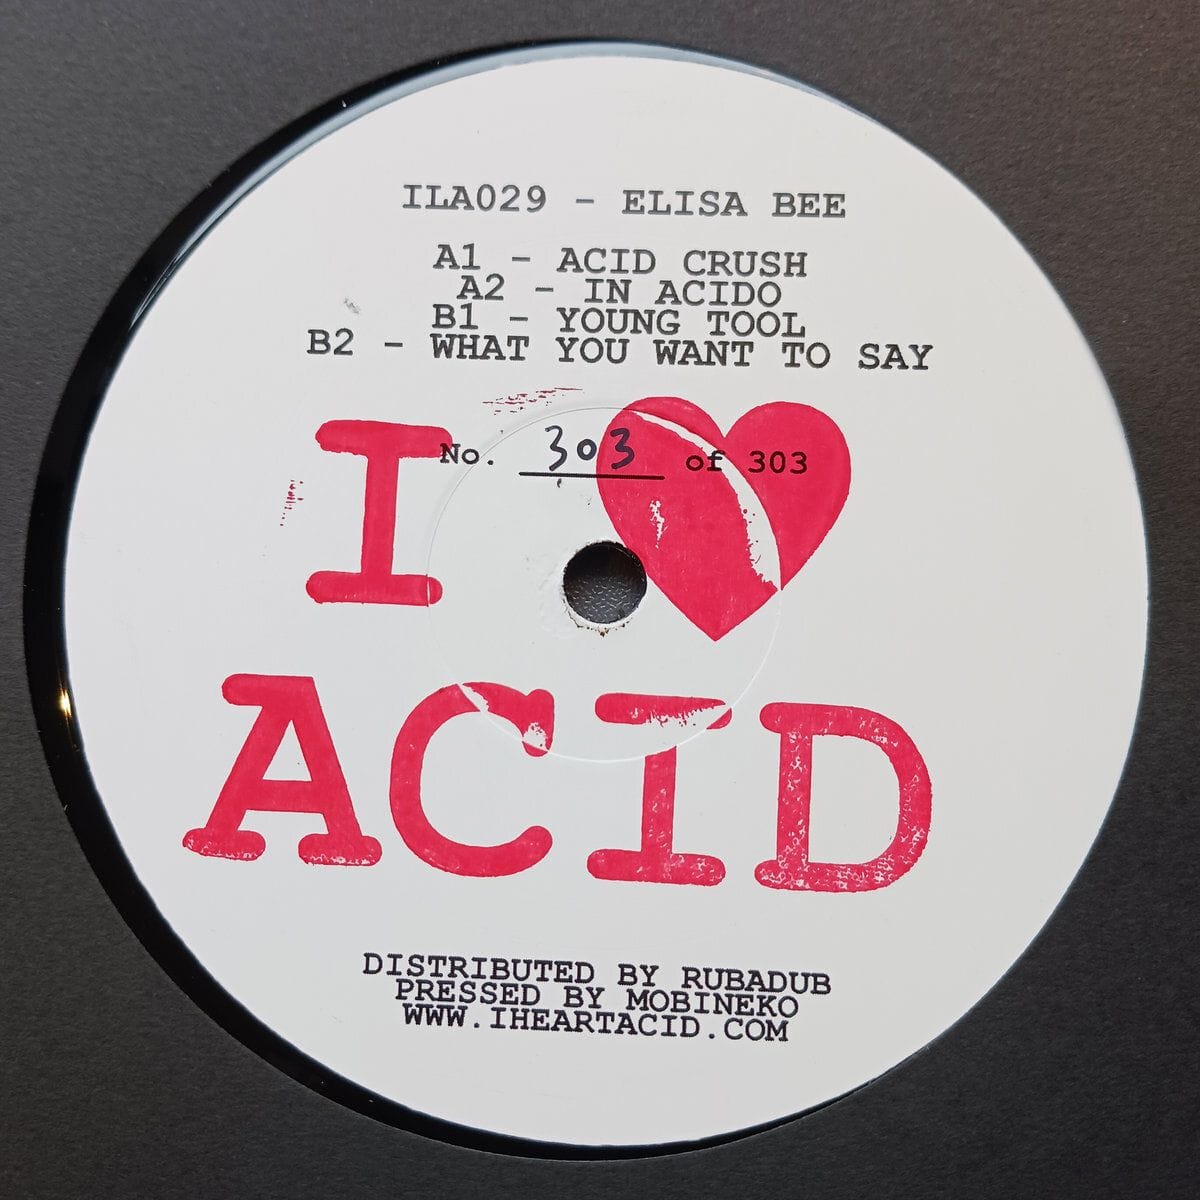 ILA029 - ELISA BEE
A1 - ACID CRUSH
A2 - IN ACIDO
B1 - YOUNG TOOL
B2 - WHAT YOU WANT TO SAY
No. 303 of 303
I
ACID
DISTRIBUTED BY RUBADUB
PRESSED BY MOBINEKO
WWW.IHEARTACID.COM